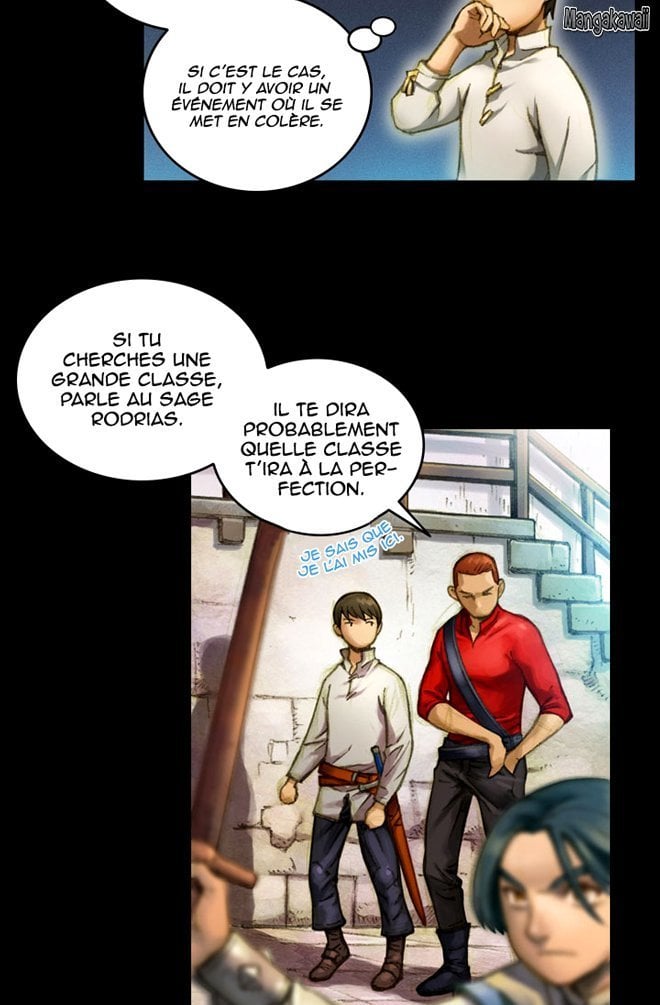 Mangakawaii
SI C'EST LE CAS,
IL DOIT Y AVOIR UN
ÉVÉNEMENT OÙ IL SE
MET EN COLÈRE.
SI TU
CHERCHES UNE
GRANDE CLASSE,
PARLE AU SAGE
RODRIAS.
IL TE DIRA
PROBABLEMENT
QUELLE CLASSE
T'IRA À LA PER-
FECTION.
JE SAIS QUE
JE L'AI MIS ICI.